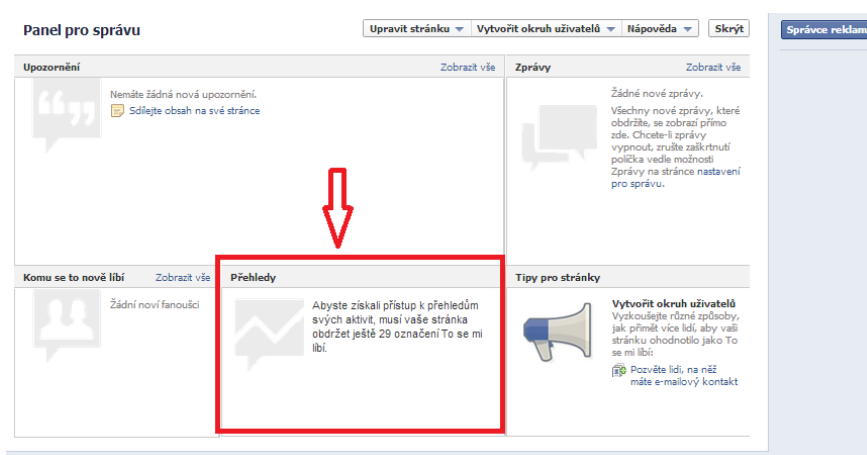 Panel pro správu
Upravit stránku
Vytvořit okruh uživatelů
Nápověda
Skrýt
Správce reklam
Upozornění
Zobrazit vše
Nemáte žádná nová upozornění.
Sdílejte obsah na své stránce
Zprávy
Zobrazit vše
Žádné nové zprávy.
Všechny nové zprávy, které
obdržíte, se zobrazí přímo
zde. Chcete-li zprávy
vypnout, zrušte zaškrtnutí
políčka vedle možnosti
Zprávy na stránce nastavení
pro správu.
Komu se to nově líbí
Zobrazit vše
Žádní noví fanoušci
Přehledy
Abyste získali přístup k přehledům
svých aktivit, musí vaše stránka
obdržet ještě 29 označení To se mi
líbí.
Tipy pro stránky
Vytvořit okruh uživatelů
Vyzkoušejte různé způsoby,
jak přimět více lidí, aby vaši
stránku ohodnotilo jako To
se mi líbí:
Pozvěte lidi, na něž
máte e-mailový kontakt